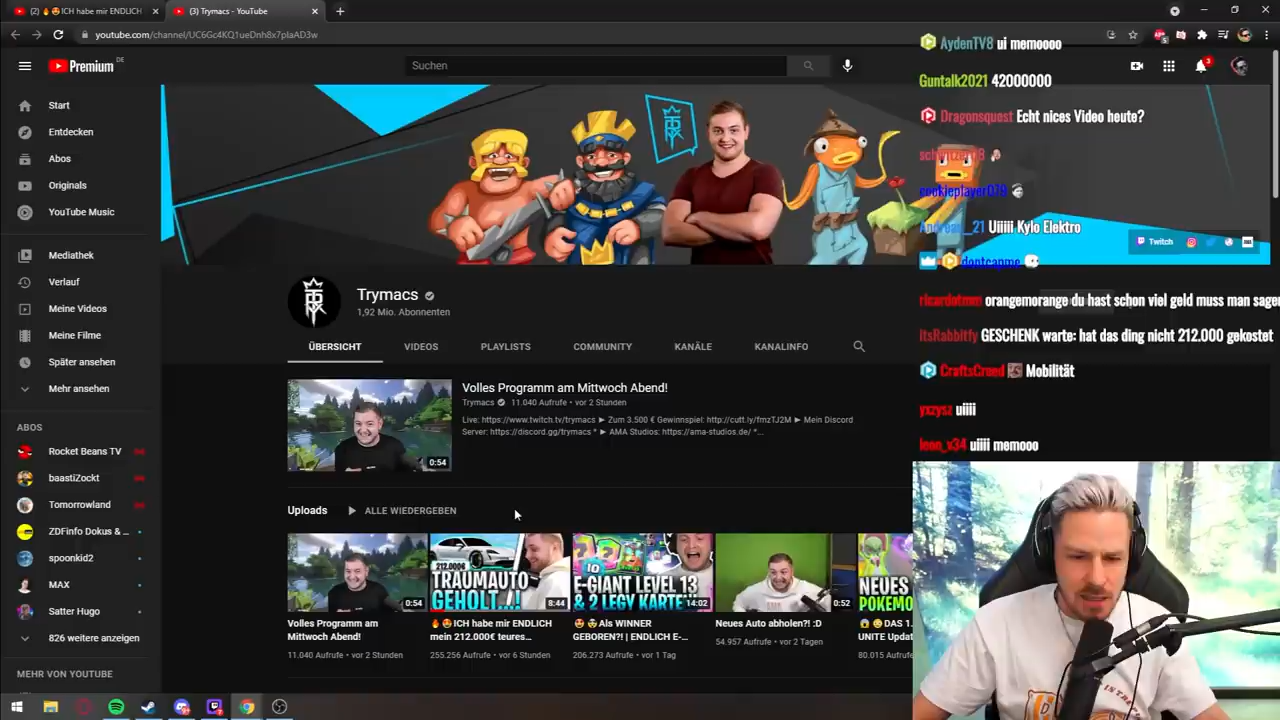 (2) 🔥😍ICH habe mir ENDLICH
(3) Trymacs - YouTube
youtube.com/channel/UC6Gc4KQ1ueDnh8x7plaAD3w
Premium DE
Suchen
3
Start
Entdecken
Abos
Originals
YouTube Music
Mediathek
Verlauf
Meine Videos
Meine Filme
Später ansehen
Mehr ansehen
ABOS
Rocket Beans TV
baastiZockt
Tomorrowland
ZDFinfo Dokus & ...
spoonkid2
MAX
Satter Hugo
826 weitere anzeigen
MEHR VON YOUTUBE
Twitch
Trymacs
1,92 Mio. Abonnenten
ÜBERSICHT
VIDEOS
PLAYLISTS
COMMUNITY
KANÄLE
KANALINFO
0:54
Volles Programm am Mittwoch Abend!
Trymacs 11.040 Aufrufe • vor 2 Stunden
Live: https://www.twitch.tv/trymacs ► Zum 3.500 € Gewinnspiel: http://cutt.ly/fmzTJ2M ► Mein Discord
Server: https://discord.gg/trymacs * ► AMA Studios: https://ama-studios.de/ *...
Uploads
ALLE WIEDERGEBEN
0:54
Volles Programm am
Mittwoch Abend!
11.040 Aufrufe • vor 2 Stunden
212.000€
TRAUMAUTO
GEHOLT..!
8:44
🔥😍ICH habe mir ENDLICH
mein 212.000€ teures...
255.256 Aufrufe • vor 6 Stunden
10
E-GIANT LEVEL 13
& 2 LEGY KARTE
14:02
Als WINNER
GEBOREN?! | ENDLICH E-...
206.273 Aufrufe • vor 1 Tag
0:52
Neues Auto abholen?! :D
54.957 Aufrufe • vor 2 Tagen
NEUES
POKEMO
DAS 1.
UNITE Updat
80.015 Aufrufe
AydenTV8 ui memoooo
Guntalk2021 42000000
Dragonsquest Echt nices Video heute?
cookieplayer079
Andreas__21 Uiiiii Kylo Elektro
dontcapme
ricardotmm orangemorange du hast schon viel geld muss man sagen
ItsRabbitfy GESCHENK warte: hat das ding nicht 212.000 gekostet
CraftsCreed Mobilität
yxzysz uiiii
leon_v34 uiiii memooo